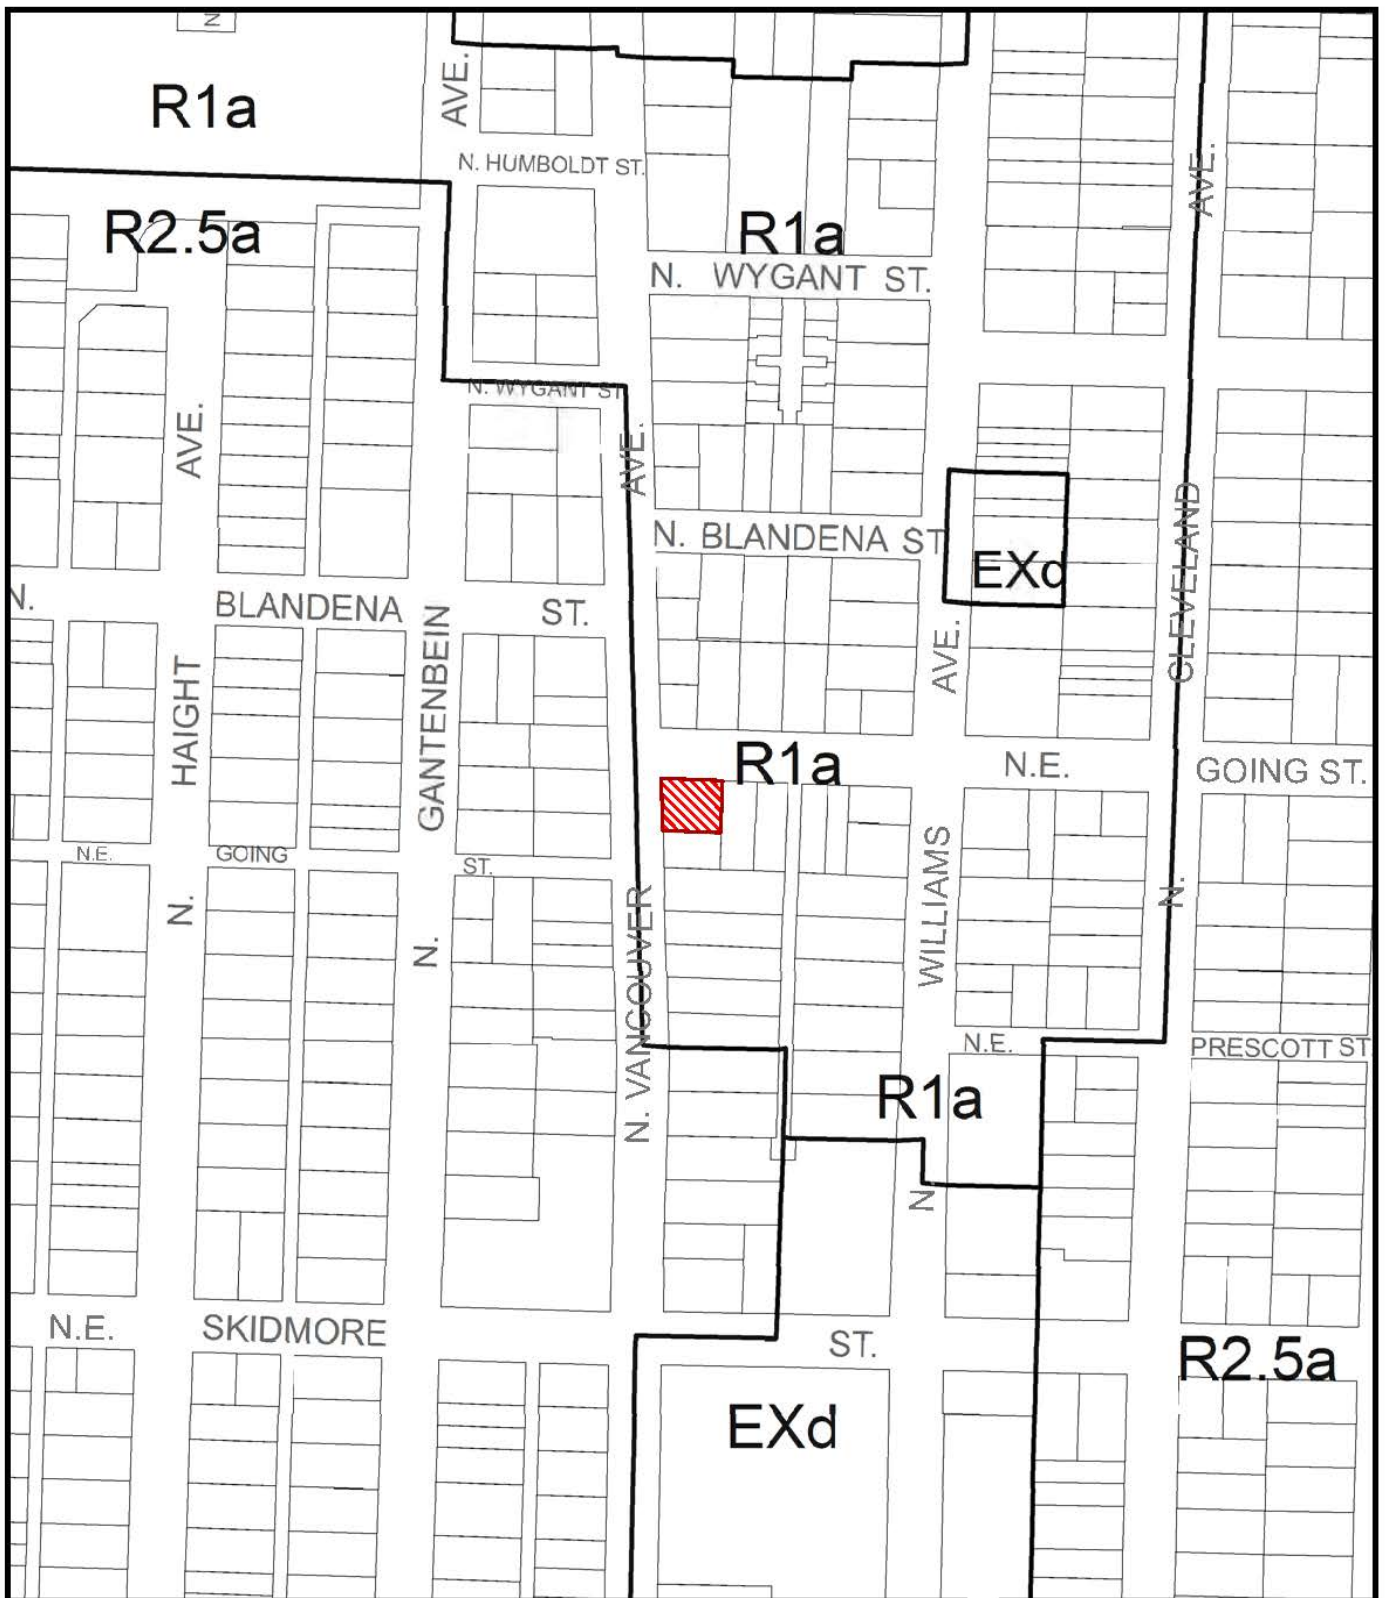 N
R1a
AVE.
N. HUMBOLDT ST.
AVE.
R2.5a
R1a
N. WYGANT ST.
N. WYGANT ST
AVE.
AVE.
N. BLANDENA ST
EXd
CLEVELAND
N. BLANDENA ST.
AVE.
HAIGHT
GANTENBEIN
R1a
N.E. GOING ST.
N.E. GOING ST.
WILLIAMS
N.
N.
N.
N. VANCOUVER
N.E. PRESCOTT ST
R1a
N
N.E. SKIDMORE ST.
R2.5a
EXd